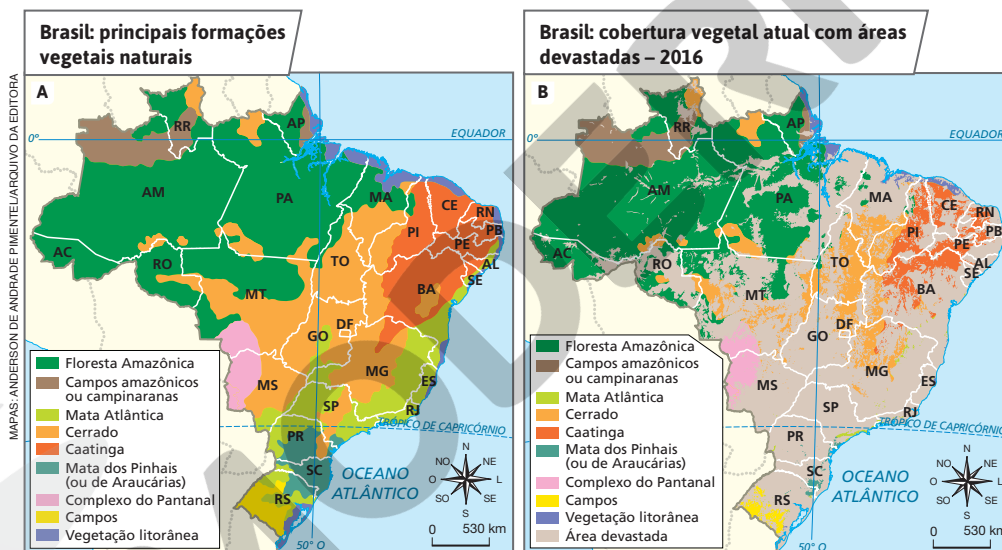 Brasil: principais formações
vegetais naturais
MAPAS: ANDERSON DE ANDRADE PIMENTEL/ARQUIVO DA EDITORA
A
EQUADOR
0°
RR
AP
AM
PA
MA
CE
RN
PB
PI
PE
AC
RO
TO
AL
SE
MT
BA
DF
GO
MG
MS
ES
SP
RJ
TRÓPICO DE CAPRICÓRNIO
PR
SC
RS
OCEANO
ATLÂNTICO
N
NO
NE
O
L
SO
SE
S
0 530 km
50° O
Floresta Amazônica
Campos amazônicos
ou campinaranas
Mata Atlântica
Cerrado
Caatinga
Mata dos Pinhais
(ou de Araucárias)
Complexo do Pantanal
Campos
Vegetação litorânea
Brasil: cobertura vegetal atual com áreas
devastadas – 2016
B
EQUADOR
0°
RR
AP
AM
PA
MA
CE
RN
PB
PI
PE
AC
RO
TO
AL
SE
MT
BA
DF
GO
MG
MS
ES
SP
RJ
TRÓPICO DE CAPRICÓRNIO
PR
SC
RS
OCEANO
ATLÂNTICO
N
NO
NE
O
L
SO
SE
S
0 530 km
50° O
Floresta Amazônica
Campos amazônicos
ou campinaranas
Mata Atlântica
Cerrado
Caatinga
Mata dos Pinhais
(ou de Araucárias)
Complexo do Pantanal
Campos
Vegetação litorânea
Área devastada